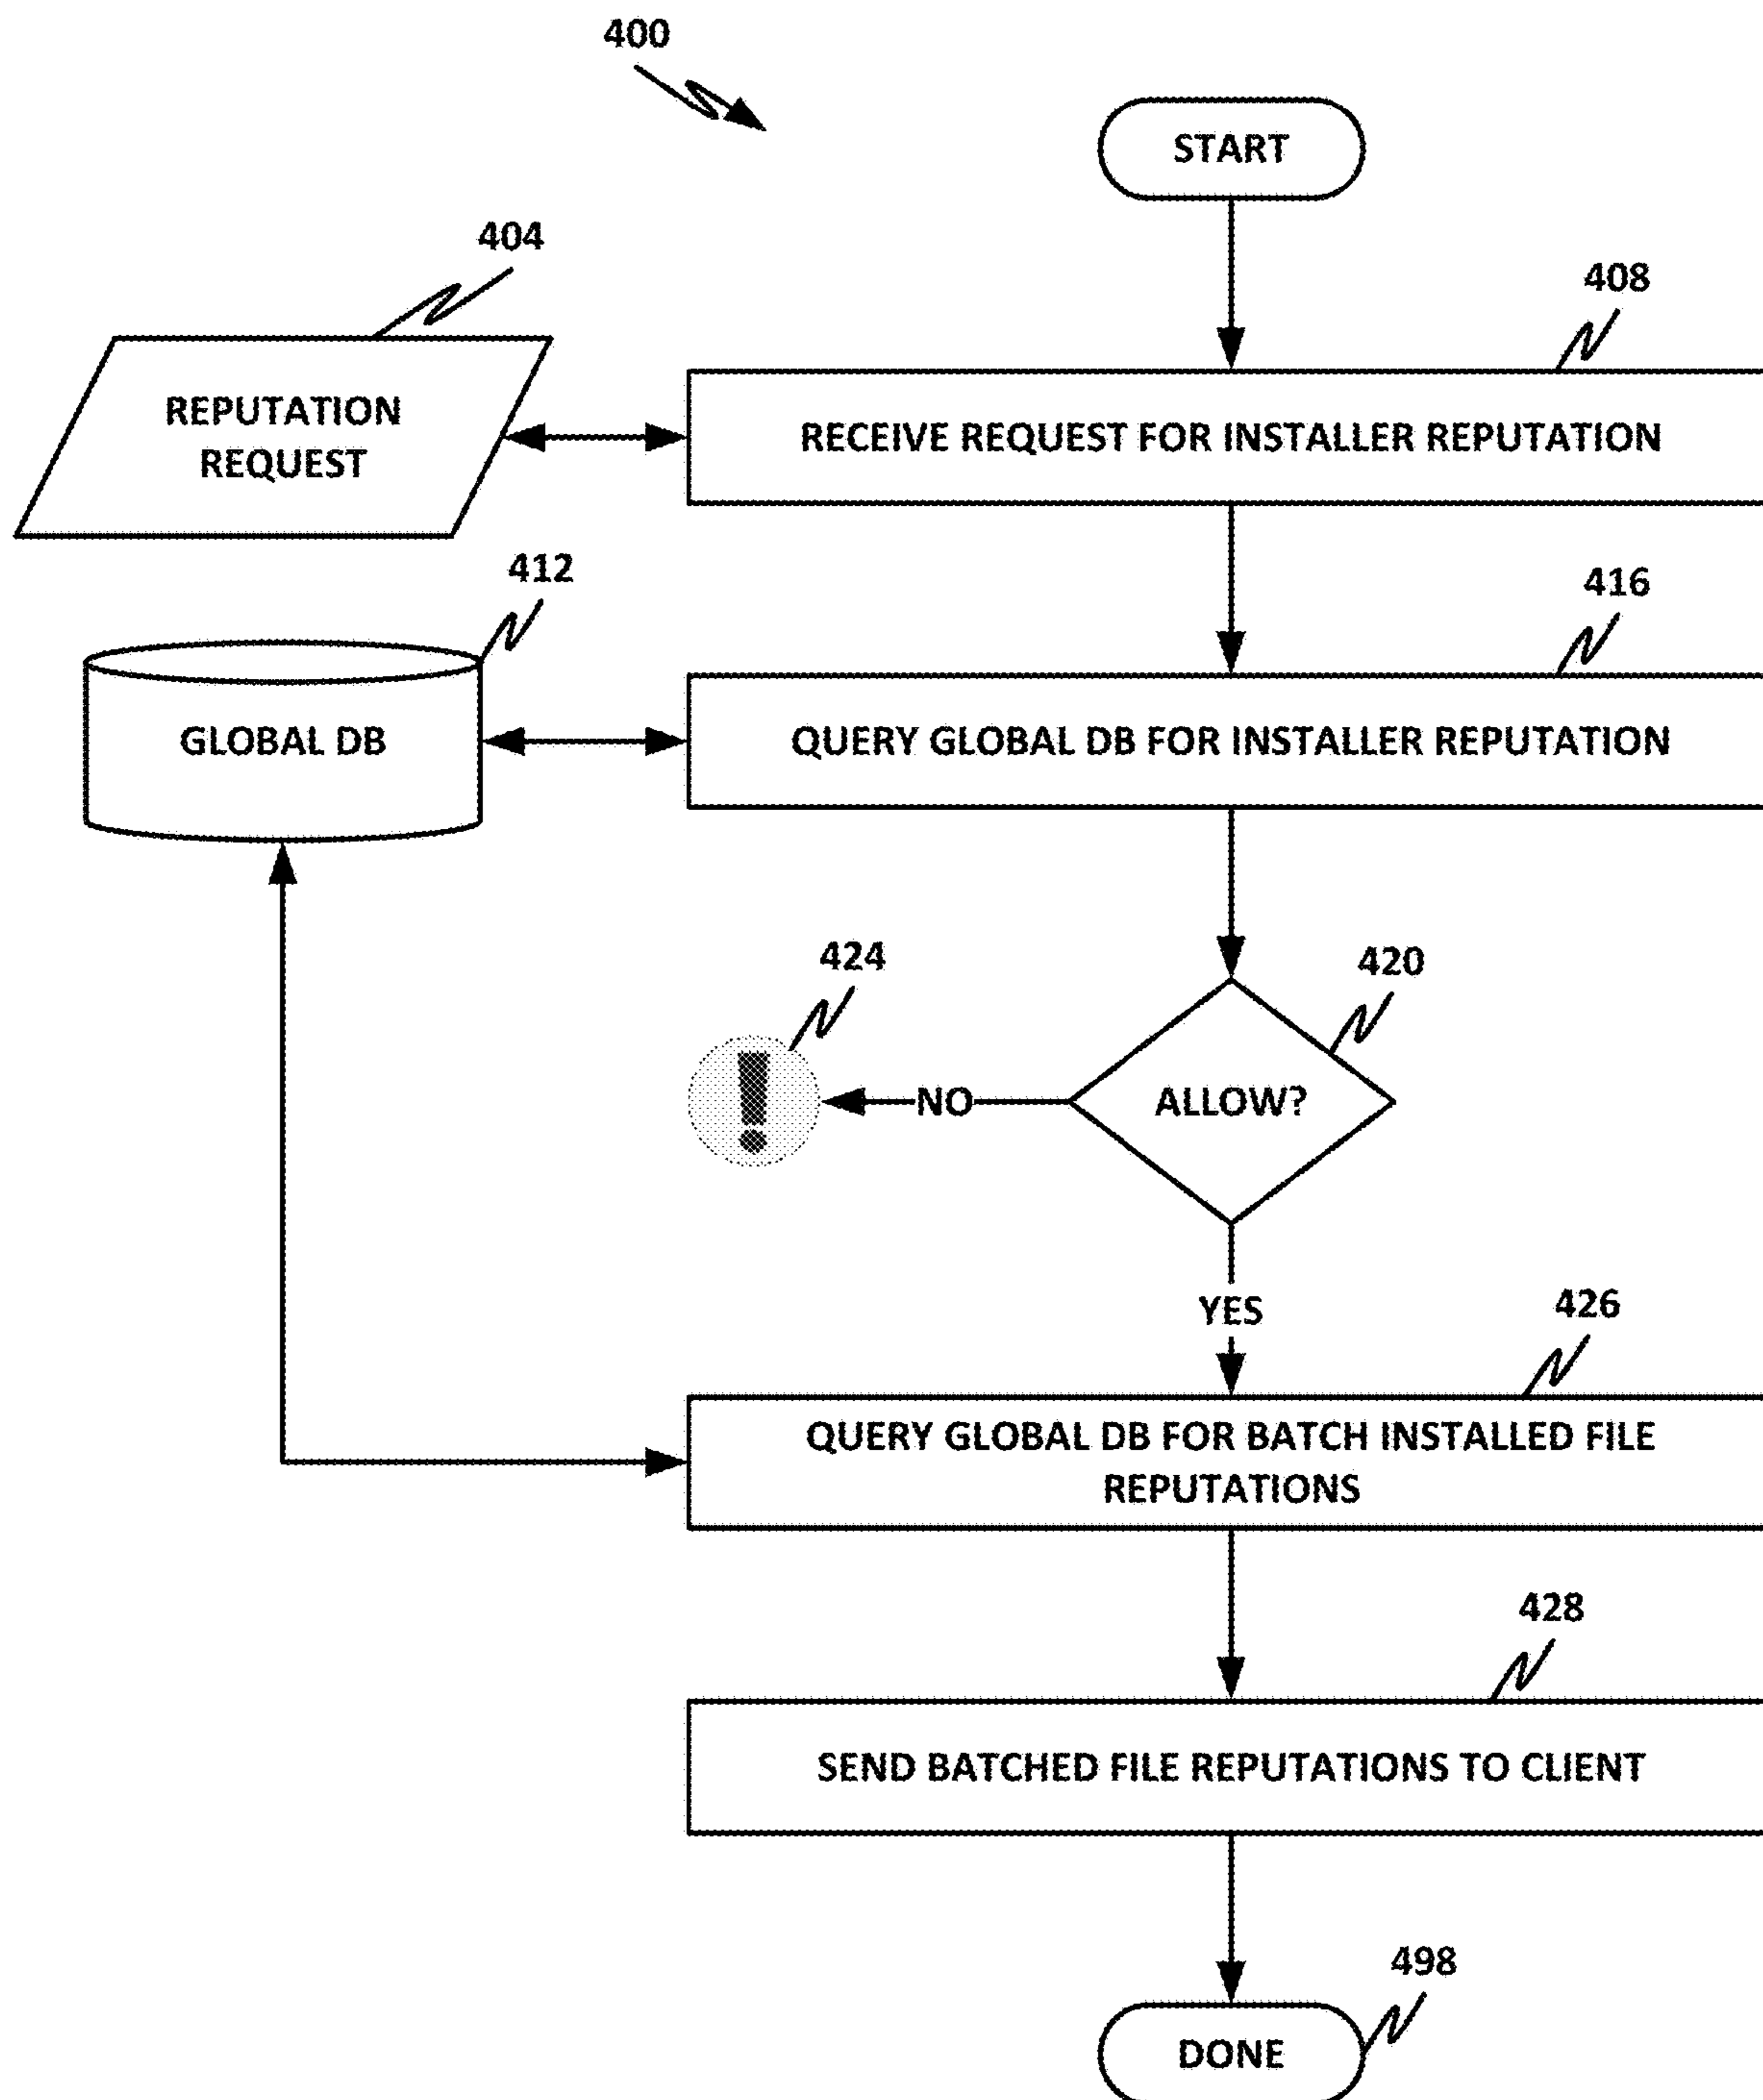 400
START
404
408
REPUTATION
REQUEST
RECEIVE REQUEST FOR INSTALLER REPUTATION
412
416
GLOBAL DB
QUERY GLOBAL DB FOR INSTALLER REPUTATION
424
420
!
NO
ALLOW?
YES
426
QUERY GLOBAL DB FOR BATCH INSTALLED FILE
REPUTATIONS
428
SEND BATCHED FILE REPUTATIONS TO CLIENT
498
DONE